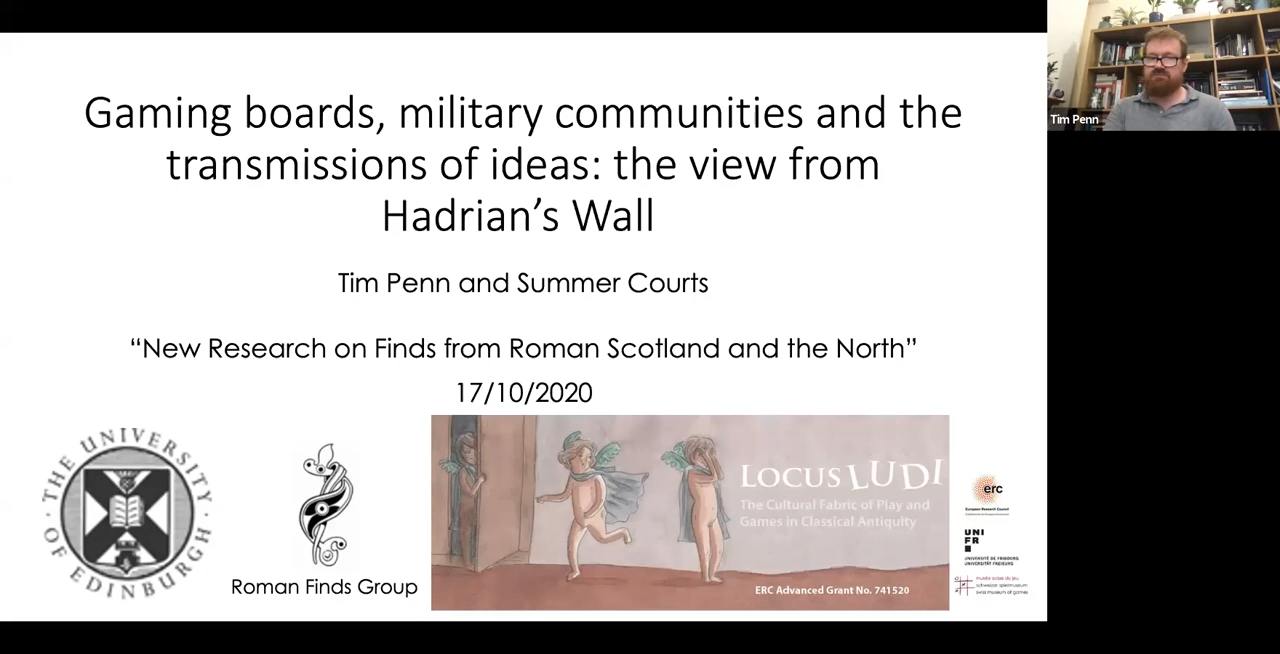 Gaming boards, military communities and the
transmissions of ideas: the view from
Hadrian’s Wall
Tim Penn and Summer Courts
“New Research on Finds from Roman Scotland and the North”
17/10/2020
THE UNIVERSITY OF EDINBURGH
Roman Finds Group
LOCUS LUDI
The Cultural Fabric of Play and
Games in Classical Antiquity
ERC Advanced Grant No. 741520
erc
European Research Council
UNI
FR
UNIVERSITÉ DE FRIBOURG
UNIVERSITÄT FREIBURG
musée suisse du jeu
schweizer spielmuseum
swiss museum of games
Tim Penn